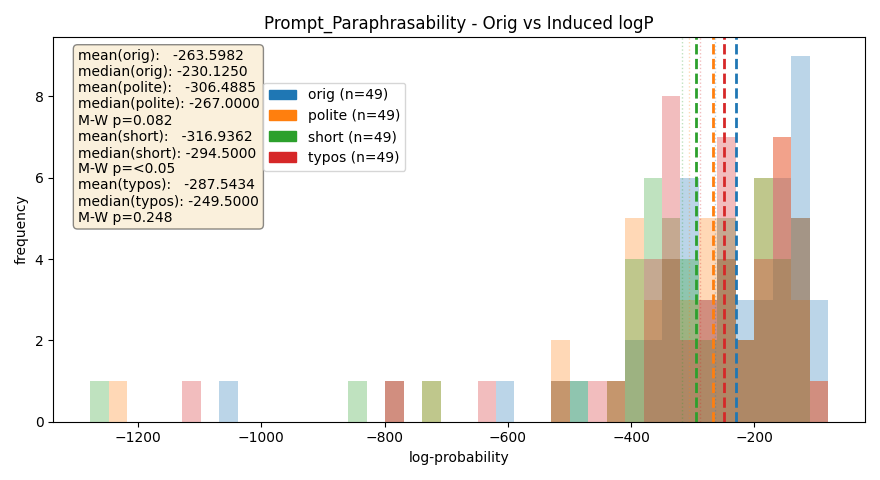 Prompt_Paraphrasability - Orig vs Induced logP
mean(orig): -263.5982
median(orig): -230.1250
mean(polite): -306.4885
median(polite): -267.0000
M-W p=0.082
mean(short): -316.9362
median(short): -294.5000
M-W p=<0.05
mean(typos): -287.5434
median(typos): -249.5000
M-W p=0.248
orig (n=49)
polite (n=49)
short (n=49)
typos (n=49)
frequency
8
6
4
2
0
−1200
−1000
−800
−600
−400
−200
log-probability